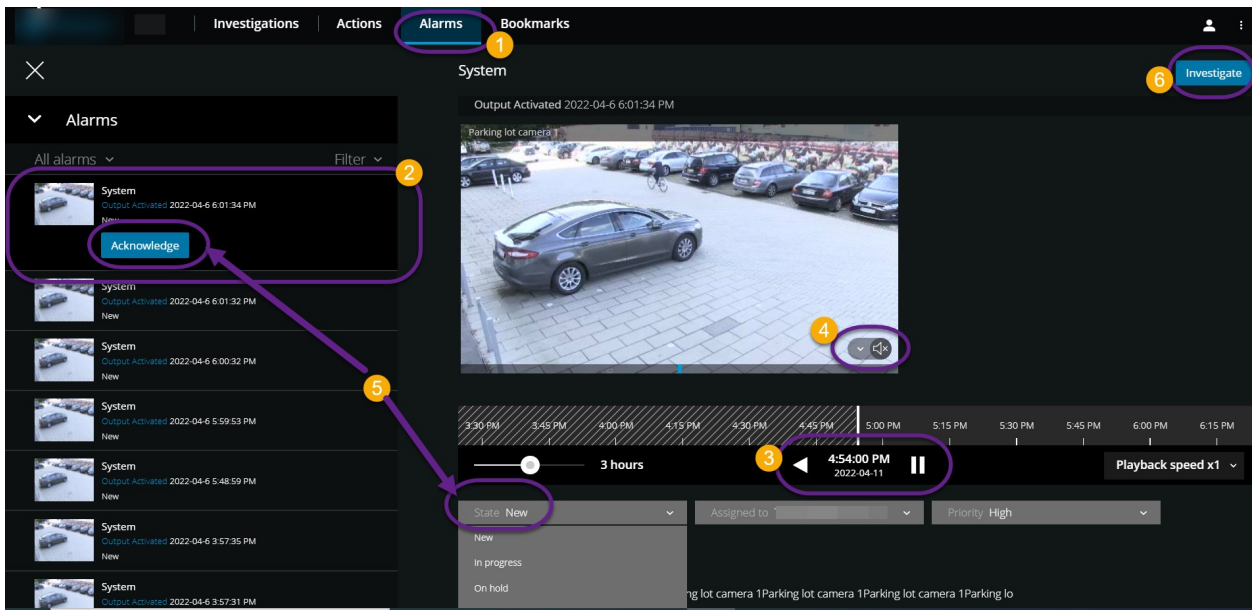 Investigations Actions Alarms Bookmarks
1
System
6
Investigate
Output Activated 2022-04-6 6:01:34 PM
Alarms
Parking lot camera 1
All alarms Filter
2
System
Output Activated 2022-04-6 6:01:34 PM
New
Acknowledge
System
Output Activated 2022-04-6 6:01:32 PM
New
System
Output Activated 2022-04-6 6:00:32 PM
New
4
5
System
Output Activated 2022-04-6 5:59:53 PM
New
System
Output Activated 2022-04-6 5:48:59 PM
New
System
Output Activated 2022-04-6 3:57:35 PM
New
System
Output Activated 2022-04-6 3:57:31 PM
3:30 PM 3:45 PM 4:00 PM 4:15 PM 4:30 PM 4:45 PM 5:00 PM 5:15 PM 5:30 PM 5:45 PM 6:00 PM 6:15 PM
3 hours
3
4:54:00 PM
2022-04-11
Playback speed x1
State New
Assigned to
Priority High
New
In progress
On hold
ng lot camera 1Parking lot camera 1Parking lot camera 1Parking lo